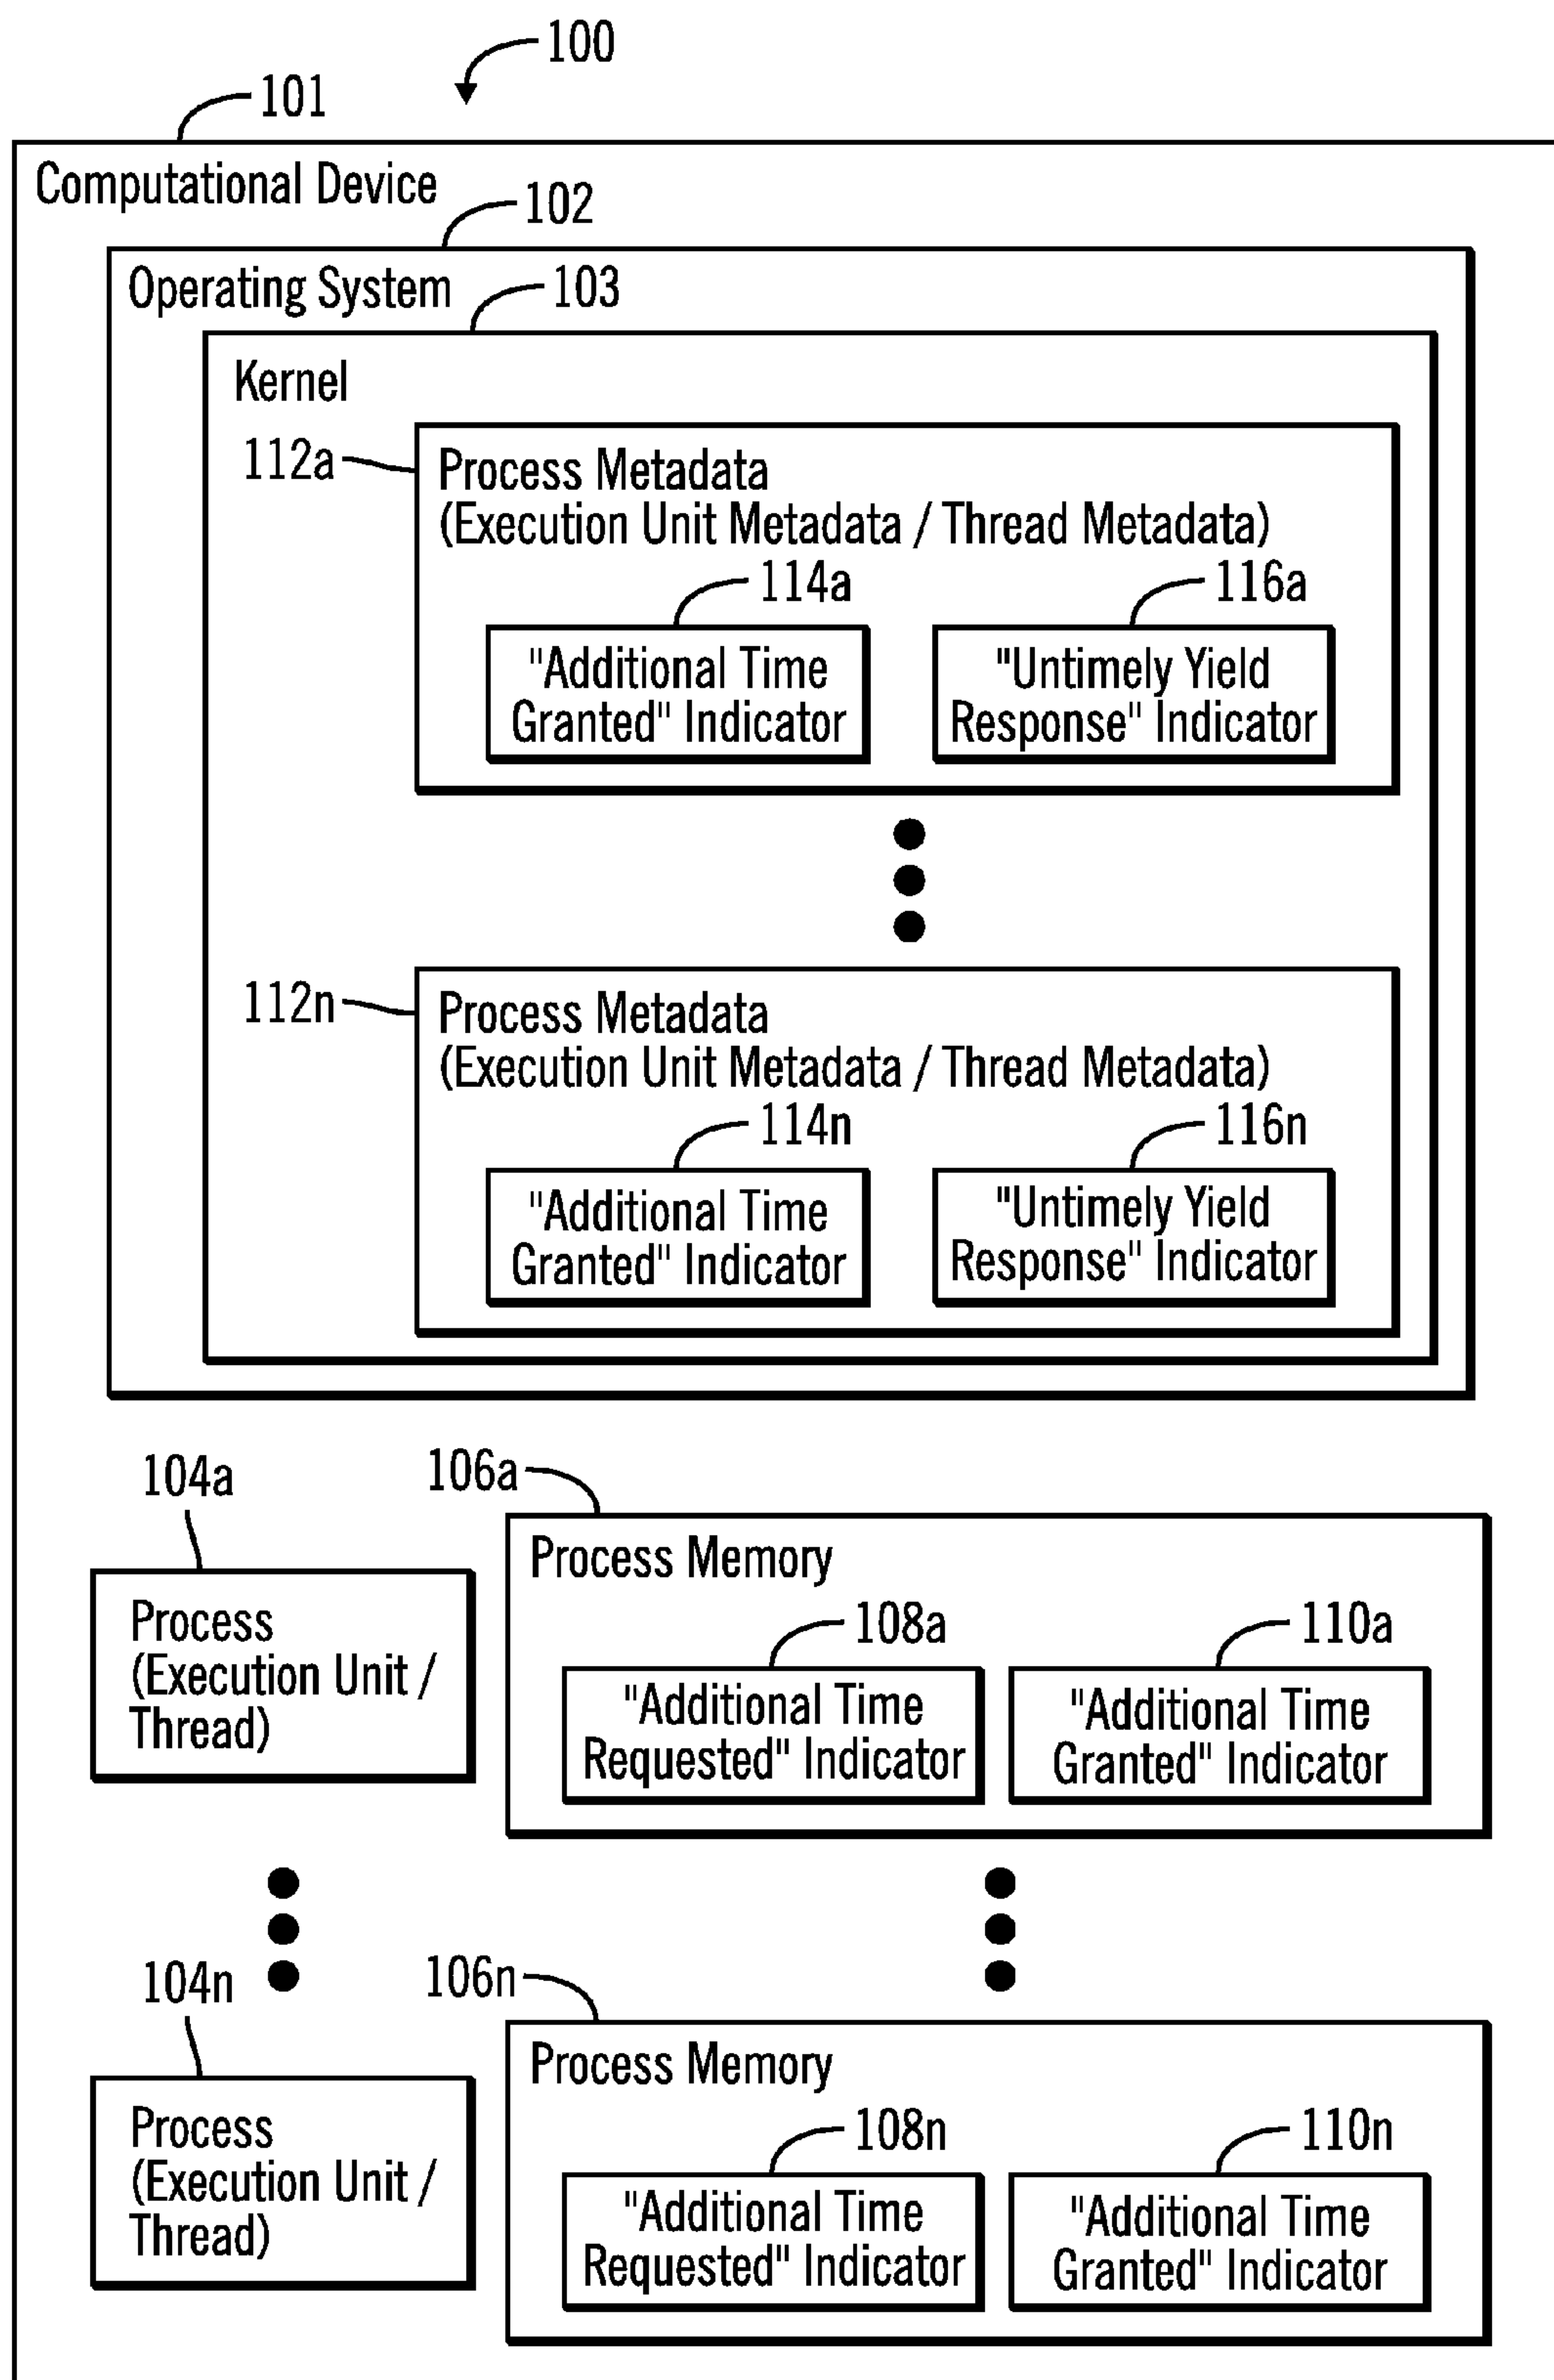 100
101
Computational Device
102
Operating System
103
Kernel
112a
Process Metadata
(Execution Unit Metadata / Thread Metadata)
114a
116a
"Additional Time
Granted" Indicator
"Untimely Yield
Response" Indicator
112n
Process Metadata
(Execution Unit Metadata / Thread Metadata)
114n
116n
"Additional Time
Granted" Indicator
"Untimely Yield
Response" Indicator
104a
106a
Process
(Execution Unit /
Thread)
Process Memory
108a
110a
"Additional Time
Requested" Indicator
"Additional Time
Granted" Indicator
104n
106n
Process
(Execution Unit /
Thread)
Process Memory
108n
110n
"Additional Time
Requested" Indicator
"Additional Time
Granted" Indicator